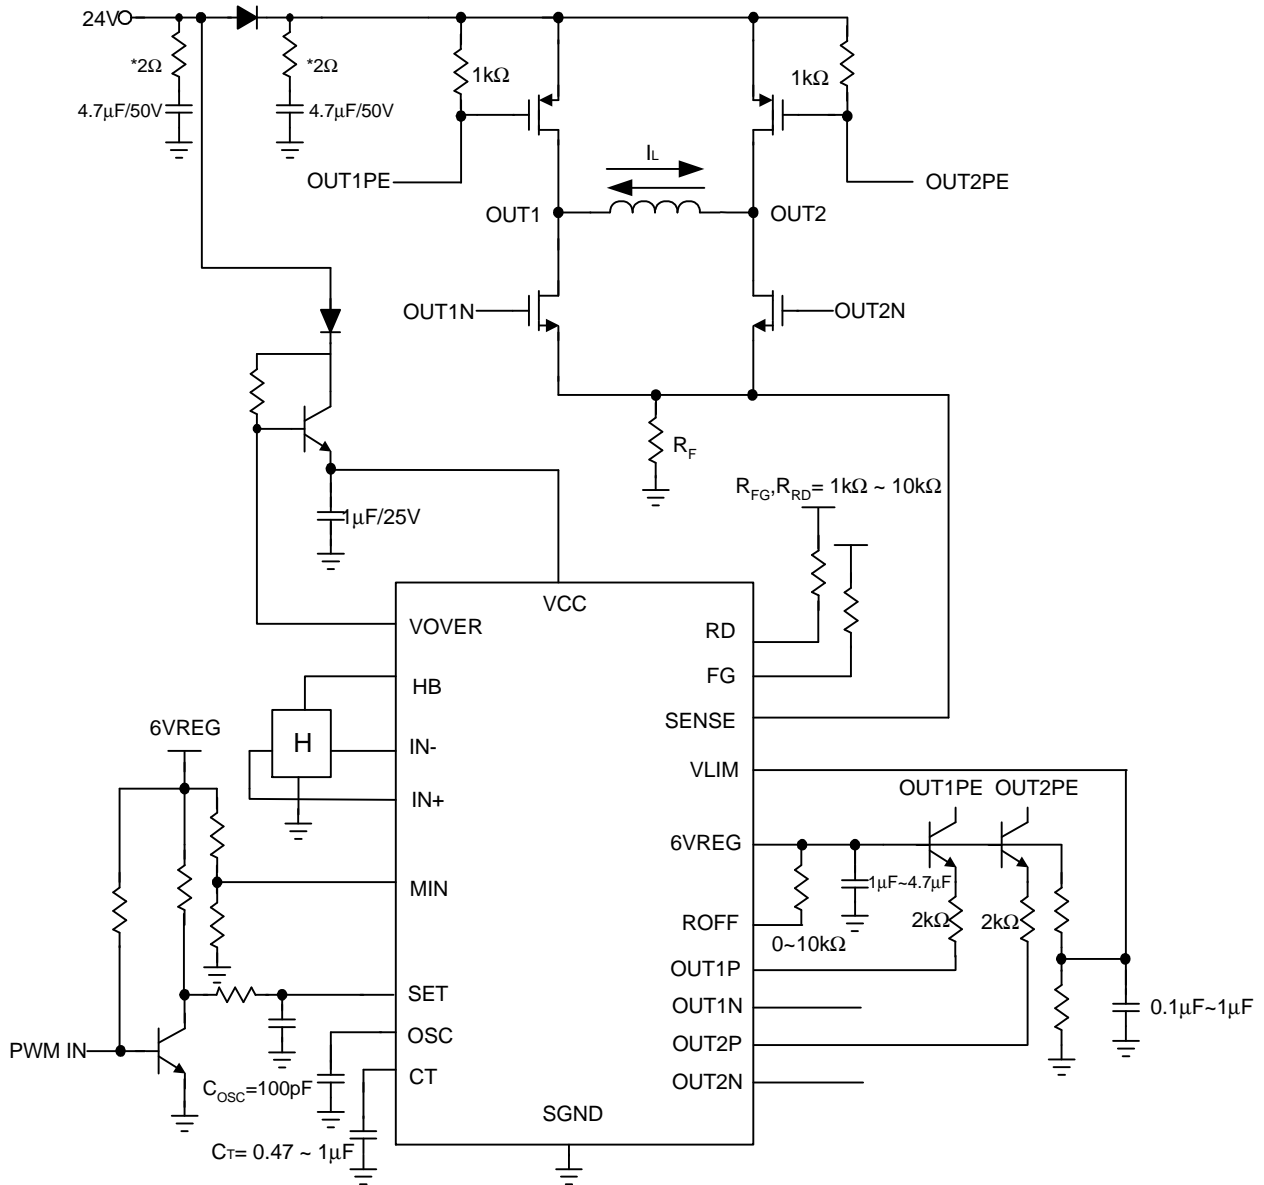 24V
*2Ω
*2Ω
4.7μF/50V
4.7μF/50V
1kΩ
1kΩ
IL
OUT1PE
OUT2PE
OUT1
OUT2
OUT1N
OUT2N
RF
RFG,RRD= 1kΩ ~ 10kΩ
1μF/25V
VCC
VOVER
RD
HB
FG
SENSE
6VREG
H
IN-
VLIM
IN+
OUT1PE
OUT2PE
6VREG
MIN
1μF~4.7μF
ROFF
0~10kΩ
2kΩ
2kΩ
OUT1P
SET
OUT1N
0.1μF~1μF
OSC
OUT2P
PWM IN
CT
OUT2N
COSC=100pF
SGND
CT= 0.47 ~ 1μF